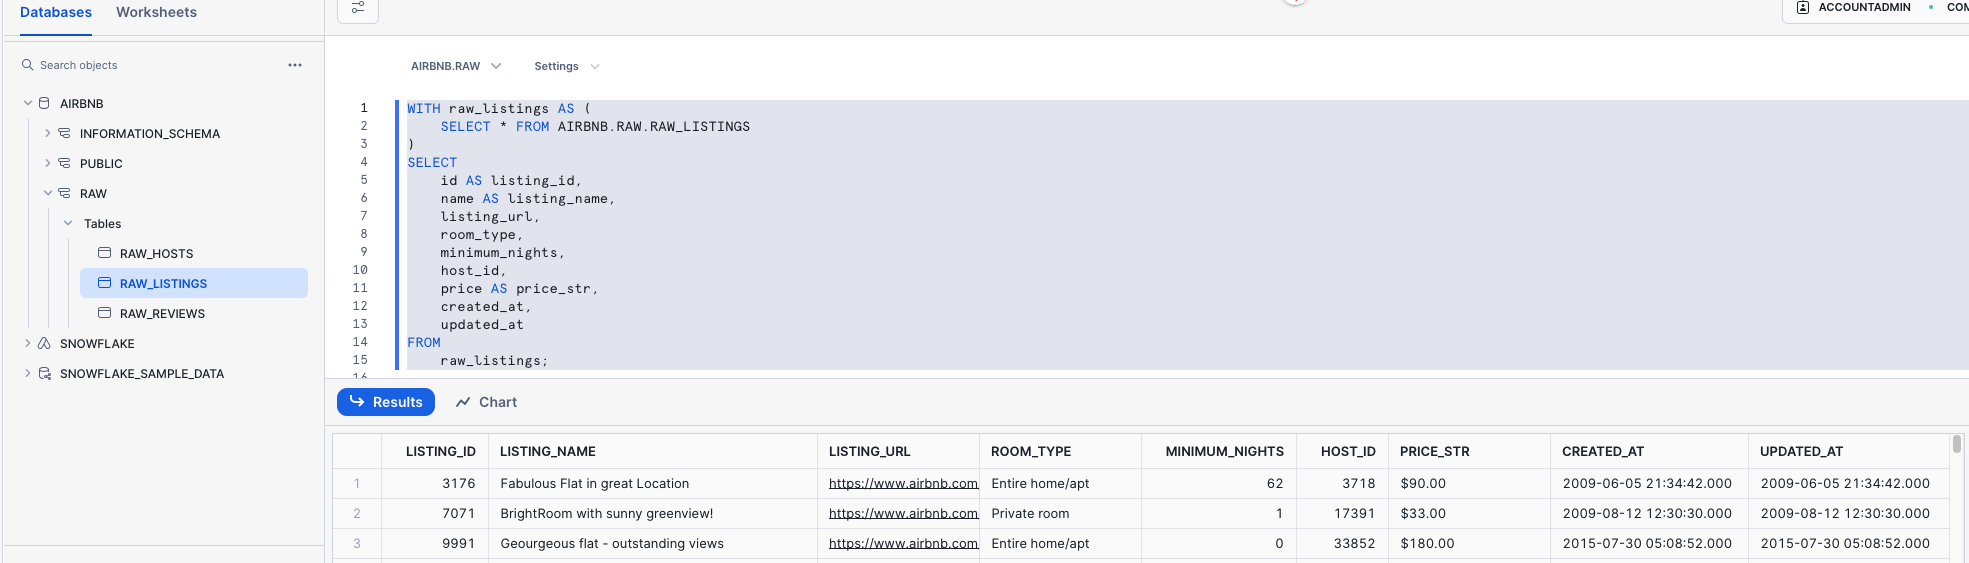 Databases Worksheets
ACCOUNTADMIN • COM
Search objects ...
AIRBNB
INFORMATION_SCHEMA
PUBLIC
RAW
Tables
RAW_HOSTS
RAW_LISTINGS
RAW_REVIEWS
SNOWFLAKE
SNOWFLAKE_SAMPLE_DATA
AIRBNB.RAW Settings
1 WITH raw_listings AS (
2 SELECT * FROM AIRBNB.RAW.RAW_LISTINGS
3 )
4 SELECT
5 id AS listing_id,
6 name AS listing_name,
7 listing_url,
8 room_type,
9 minimum_nights,
10 host_id,
11 price AS price_str,
12 created_at,
13 updated_at
14 FROM
15 raw_listings;
16
Results Chart
LISTING_ID LISTING_NAME LISTING_URL ROOM_TYPE MINIMUM_NIGHTS HOST_ID PRICE_STR CREATED_AT UPDATED_AT
1 3176 Fabulous Flat in great Location https://www.airbnb.com Entire home/apt 62 3718 $90.00 2009-06-05 21:34:42.000 2009-06-05 21:34:42.000
2 7071 BrightRoom with sunny greenview! https://www.airbnb.com Private room 1 17391 $33.00 2009-08-12 12:30:30.000 2009-08-12 12:30:30.000
3 9991 Geourgeous flat - outstanding views https://www.airbnb.com Entire home/apt 0 33852 $180.00 2015-07-30 05:08:52.000 2015-07-30 05:08:52.000